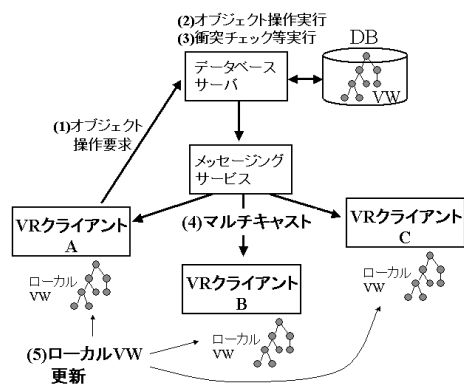 (2)オブジェクト操作実行
(3)衝突チェック等実行
DB
データベース
サーバ
VW
(1)オブジェクト
操作要求
メッセージング
サービス
VRクライアント
A
(4)マルチキャスト
VRクライアント
C
ローカル
VW
VRクライアント
B
ローカル
VW
(5)ローカルVW
更新
ローカル
VW